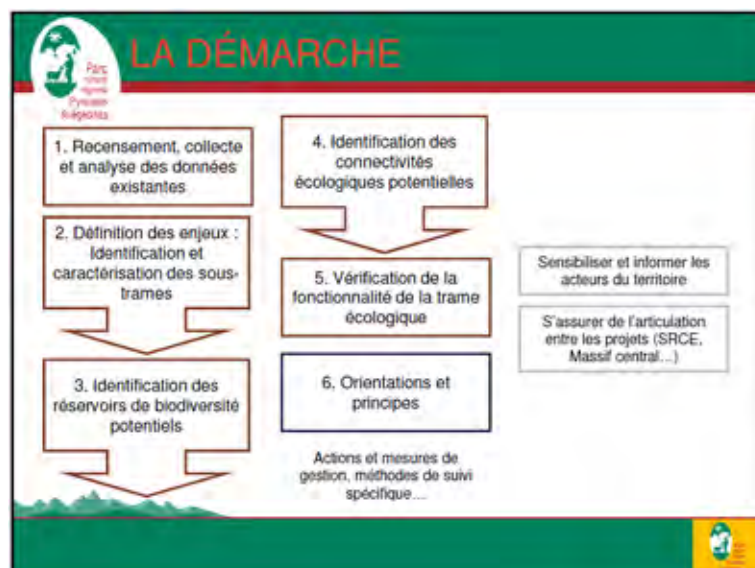 LA DÉMARCHE
Parc
naturel
régional
Pyrénées
Ariégeoises
1. Recensement, collecte
et analyse des données
existantes
2. Définition des enjeux :
Identification et
caractérisation des sous-
trames
3. Identification des
réservoirs de biodiversité
potentiels
4. Identification des
connectivités
écologiques potentielles
5. Vérification de la
fonctionnalité de la trame
écologique
6. Orientations et
principes
Actions et mesures de
gestion, méthodes de suivi
spécifique…
Sensibiliser et informer les
acteurs du territoire
S'assurer de l'articulation
entre les projets (SRCE,
Massif central…)